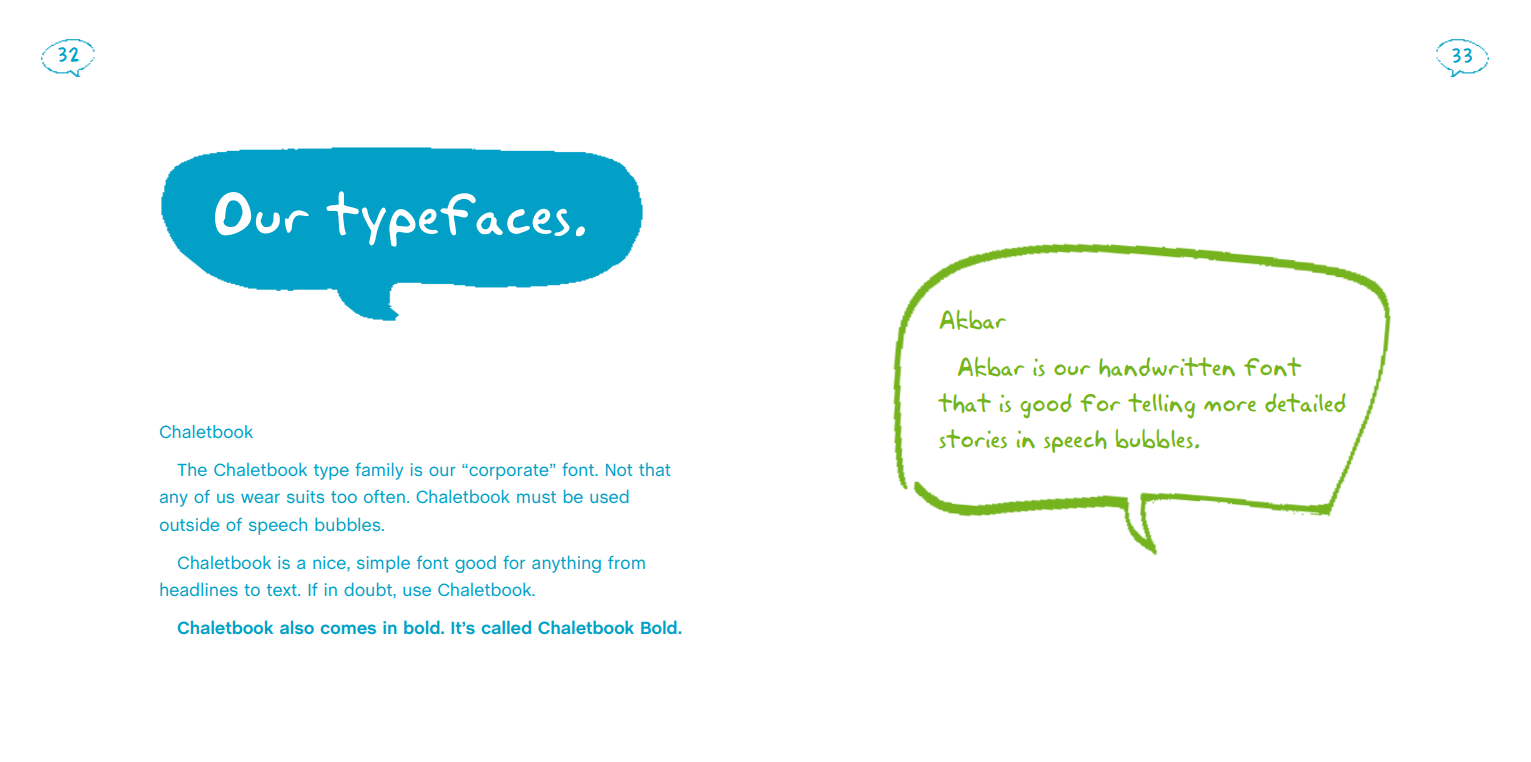 32
Our typefaces.
Chaletbook
The Chaletbook type family is our “corporate” font. Not that
any of us wear suits too often. Chaletbook must be used
outside of speech bubbles.
Chaletbook is a nice, simple font good for anything from
headlines to text. If in doubt, use Chaletbook.
Chaletbook also comes in bold. It’s called Chaletbook Bold.
33
Akbar
Akbar is our handwritten font
that is good for telling more detailed
stories in speech bubbles.